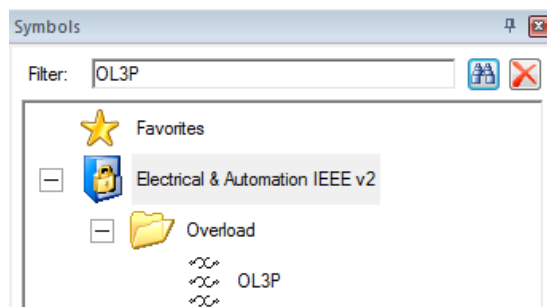 Symbols
Filter: OL3P
Favorites
Electrical & Automation IEEE v2
Overload
OL3P